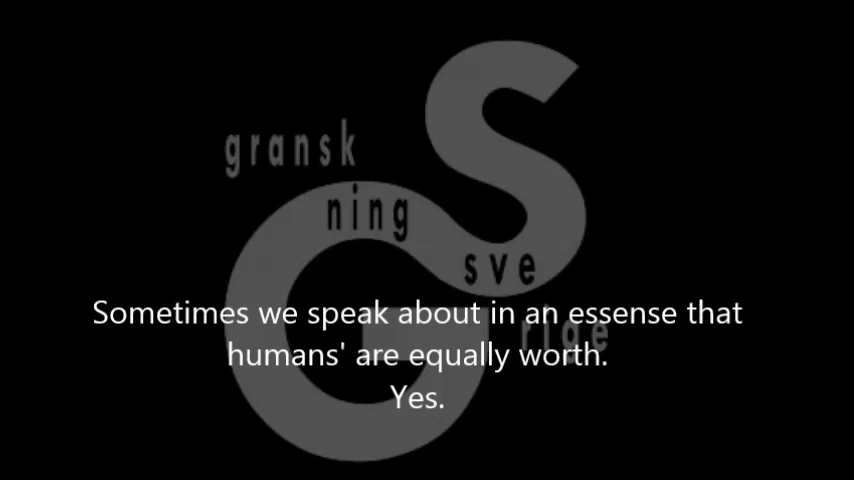 gransk
ning
sve
rige
Sometimes we speak about in an essense that
humans' are equally worth.
Yes.